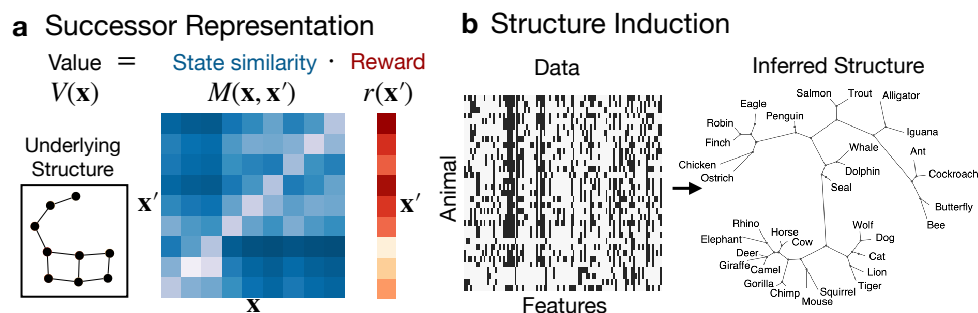 a Successor Representation
Value = State similarity · Reward
V(x) M(x, x′) r(x′)
Underlying
Structure
x′
x′
x
b Structure Induction
Data
Animal
Features
Inferred Structure
Salmon
Trout
Alligator
Eagle
Penguin
Robin
Finch
Iguana
Ant
Whale
Chicken
Dolphin
Cockroach
Ostrich
Seal
Butterfly
Bee
Rhino
Horse
Wolf
Elephant
Cow
Dog
Deer
Cat
Giraffe
Camel
Lion
Gorilla
Tiger
Chimp
Squirrel
Mouse